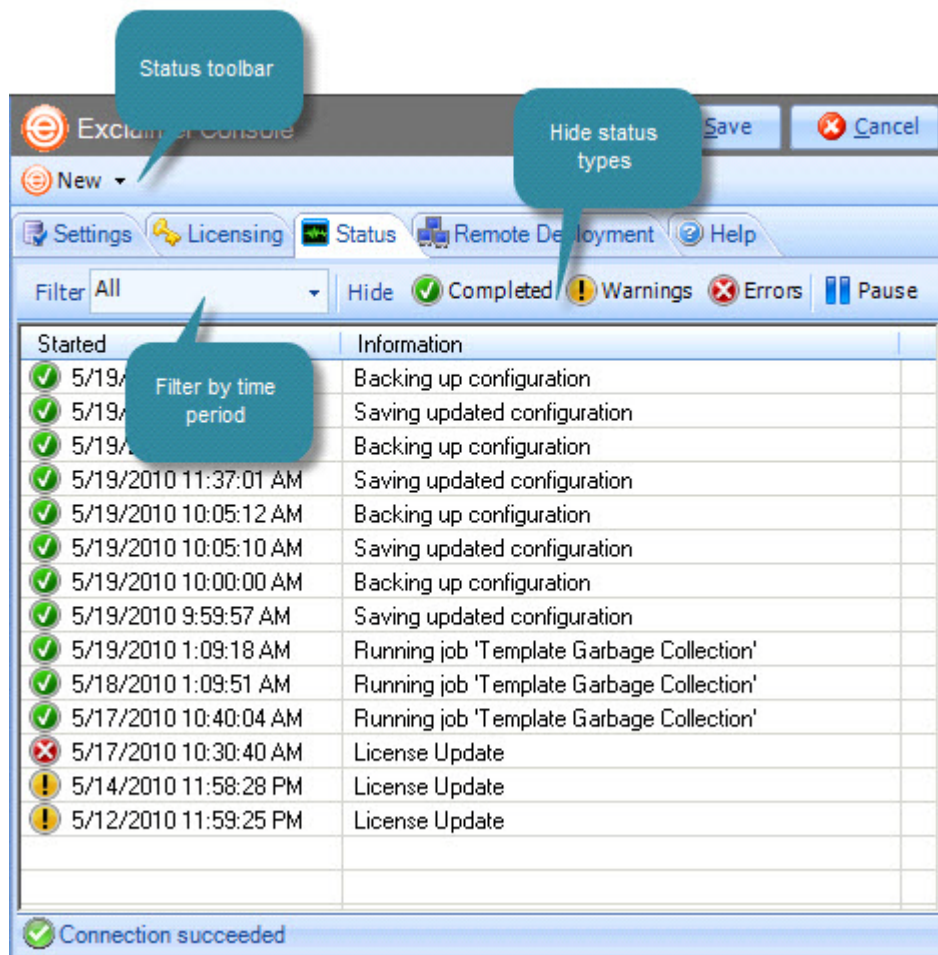 Status toolbar
Console
Hide status
types
Save
Cancel
New
Settings Licensing Status Remote Deployment Help
Filter All Hide Completed Warnings Errors Pause
Started Information
Filter by time
period
5/19/ Backing up configuration
5/19/ Saving updated configuration
5/19/ Backing up configuration
5/19/2010 11:37:01 AM Saving updated configuration
5/19/2010 10:05:12 AM Backing up configuration
5/19/2010 10:05:10 AM Saving updated configuration
5/19/2010 10:00:00 AM Backing up configuration
5/19/2010 9:59:57 AM Saving updated configuration
5/19/2010 1:09:18 AM Running job 'Template Garbage Collection'
5/18/2010 1:09:51 AM Running job 'Template Garbage Collection'
5/17/2010 10:40:04 AM Running job 'Template Garbage Collection'
5/17/2010 10:30:40 AM License Update
5/14/2010 11:58:28 PM License Update
5/12/2010 11:59:25 PM License Update
Connection succeeded